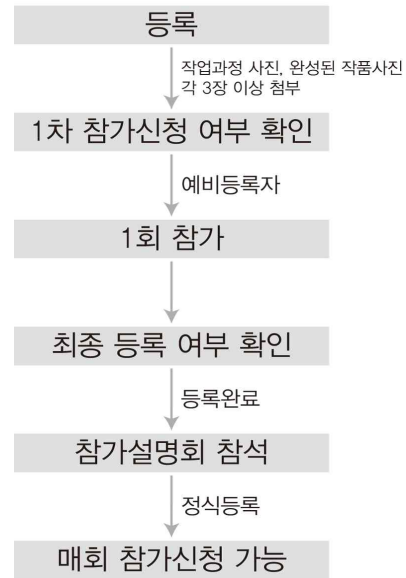 등록
작업과정 사진, 완성된 작품사진
각 3장 이상 첨부
1차 참가신청 여부 확인
예비등록자
1회 참가
최종 등록 여부 확인
등록완료
참가설명회 참석
정식등록
매회 참가신청 가능